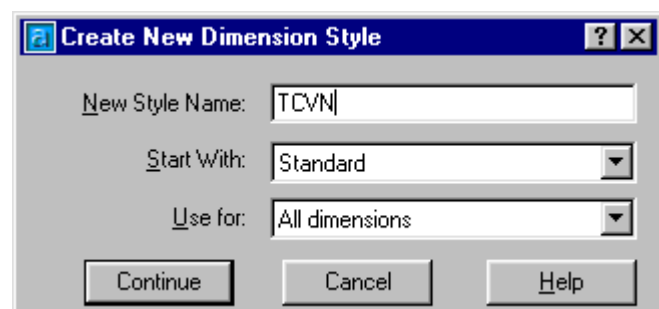 Create New Dimension Style
New Style Name: TCVN
Start With: Standard
Use for: All dimensions
Continue Cancel Help